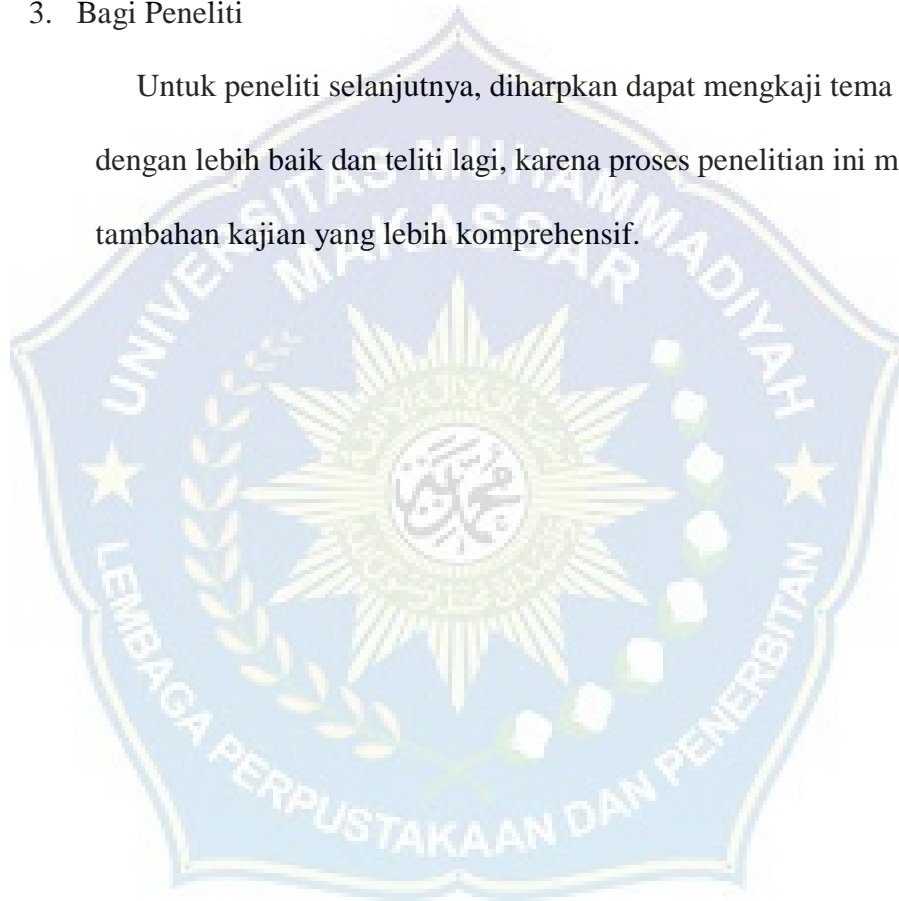 3. Bagi Peneliti
Untuk peneliti selanjutnya, diharpkan dapat mengkaji tema
dengan lebih baik dan teliti lagi, karena proses penelitian ini m
tambahan kajian yang lebih komprehensif.
UNIVERSITAS MUHAMMADIYAH
MAKASSAR
LEMBAGA PERPUSTAKAAN DAN PENERBITAN